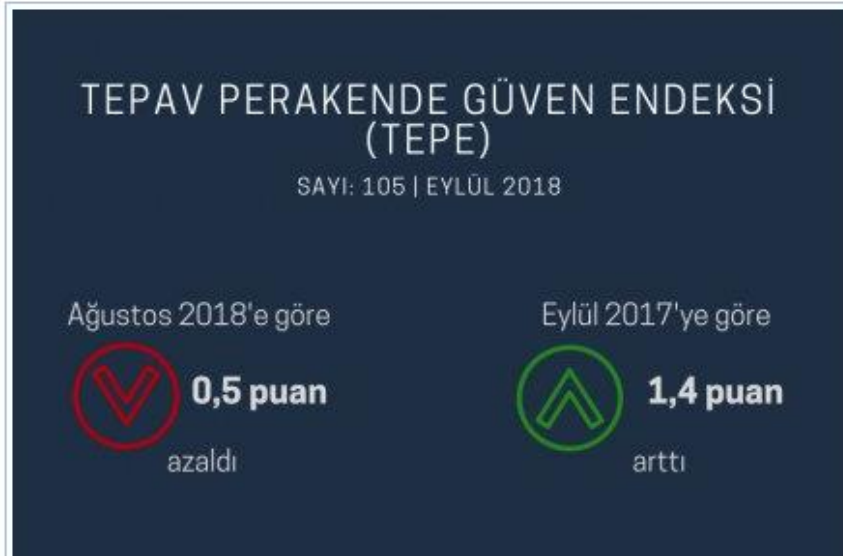 TEPAV PERAKENDE GÜVEN ENDEKSİ
(TEPE)
SAYI: 105 | EYLÜL 2018
Ağustos 2018'e göre
0,5 puan
azaldı
Eylül 2017'ye göre
1,4 puan
arttı